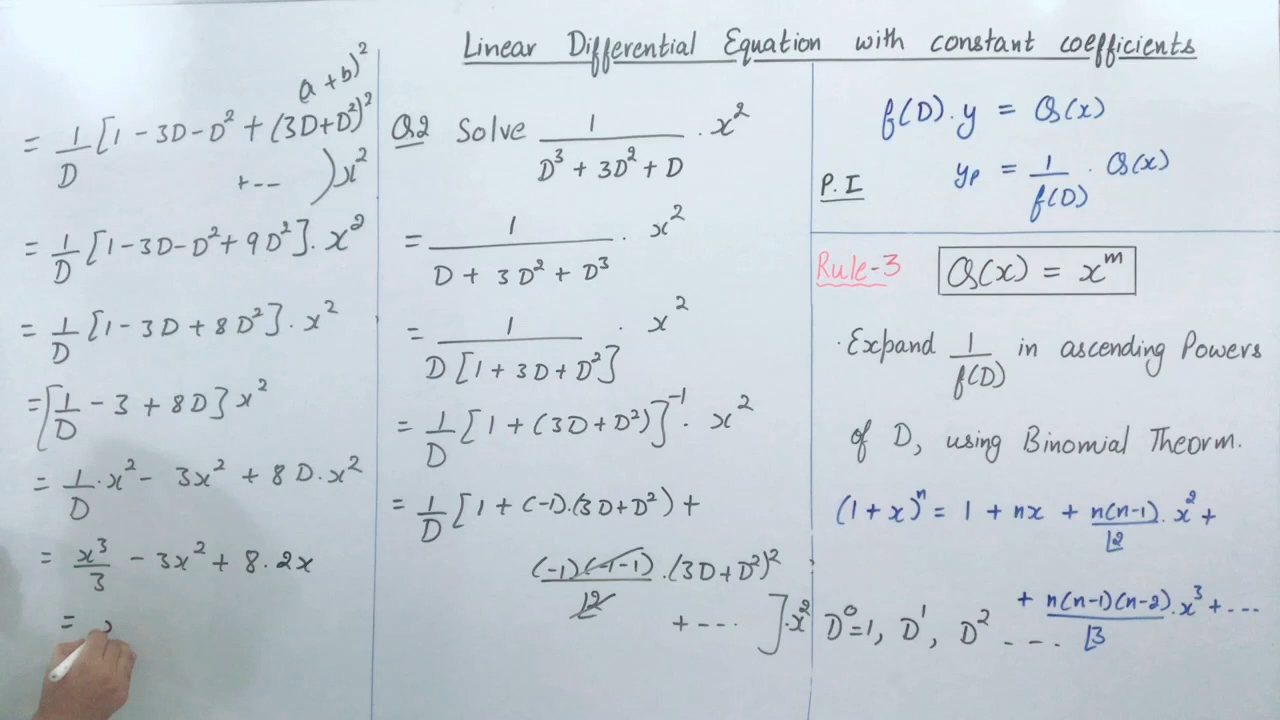 Linear Differential Equation with constant coefficients
(a + b)²
= 1/D [1 - 3D - D² + (3D + D²)²
+ -- ) x²
= 1/D [1 - 3D - D² + 9D²] . x²
= 1/D [1 - 3D + 8D²] . x²
= [1/D - 3 + 8D] x²
= 1/D . x² - 3x² + 8D . x²
= x³/3 - 3x² + 8 . 2x
=
Q.2 Solve 1/(D³ + 3D² + D) . x²
= 1/(D + 3D² + D³) . x²
= 1/(D [1 + 3D + D²]) . x²
= 1/D [1 + (3D + D²)]⁻¹ . x²
= 1/D [1 + (-1).(3D + D²) +
(-1)(-1-1)/⌊2 . (3D + D²)²
+ --- ] . x²
f(D) . y = Q(x)
P.I yₚ = 1/f(D) . Q(x)
Rule-3 Q(x) = xᵐ
. Expand 1/f(D) in ascending Powers
of D, using Binomial Theorm.
(1 + x)ⁿ = 1 + nx + n(n-1)/⌊2 . x² +
+ n(n-1)(n-2)/⌊3 . x³ + ----
D⁰=1, D¹, D² ----